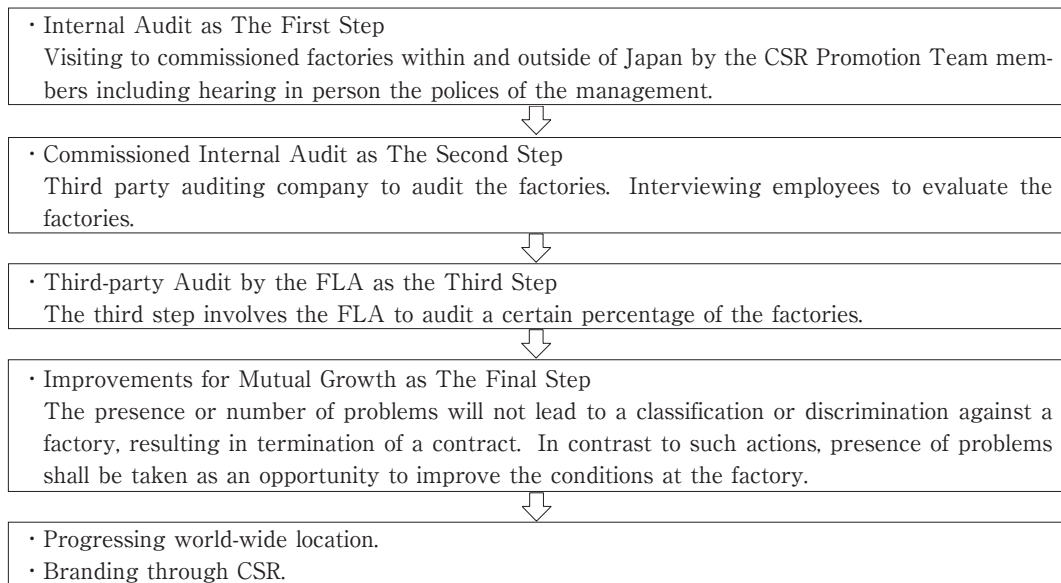 ・Internal Audit as The First Step
Visiting to commissioned factories within and outside of Japan by the CSR Promotion Team mem-
bers including hearing in person the polices of the management.
・Commissioned Internal Audit as The Second Step
Third party auditing company to audit the factories. Interviewing employees to evaluate the
factories.
・Third-party Audit by the FLA as the Third Step
The third step involves the FLA to audit a certain percentage of the factories.
・Improvements for Mutual Growth as The Final Step
The presence or number of problems will not lead to a classification or discrimination against a
factory, resulting in termination of a contract. In contrast to such actions, presence of problems
shall be taken as an opportunity to improve the conditions at the factory.
・Progressing world-wide location.
・Branding through CSR.